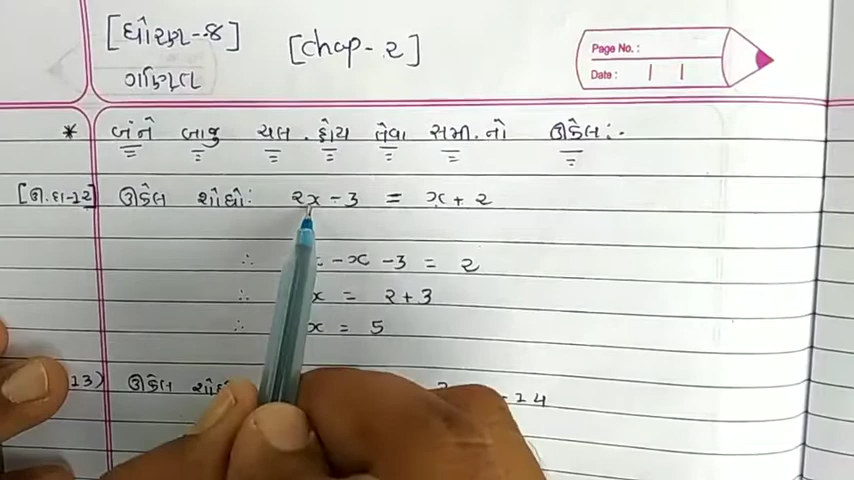 [ધોરણ-8]
[chap-2]
ગણિત
Page No. :
Date :
* બંને બાજુ ચલ હોય તેવા સમી.નો ઉકેલ:-
[ઉ.દા-12] ઉકેલ શોધો: 2x - 3 = x + 2
∴ - x - 3 = 2
∴ x = 2 + 3
∴ x = 5
13) ઉકેલ 14